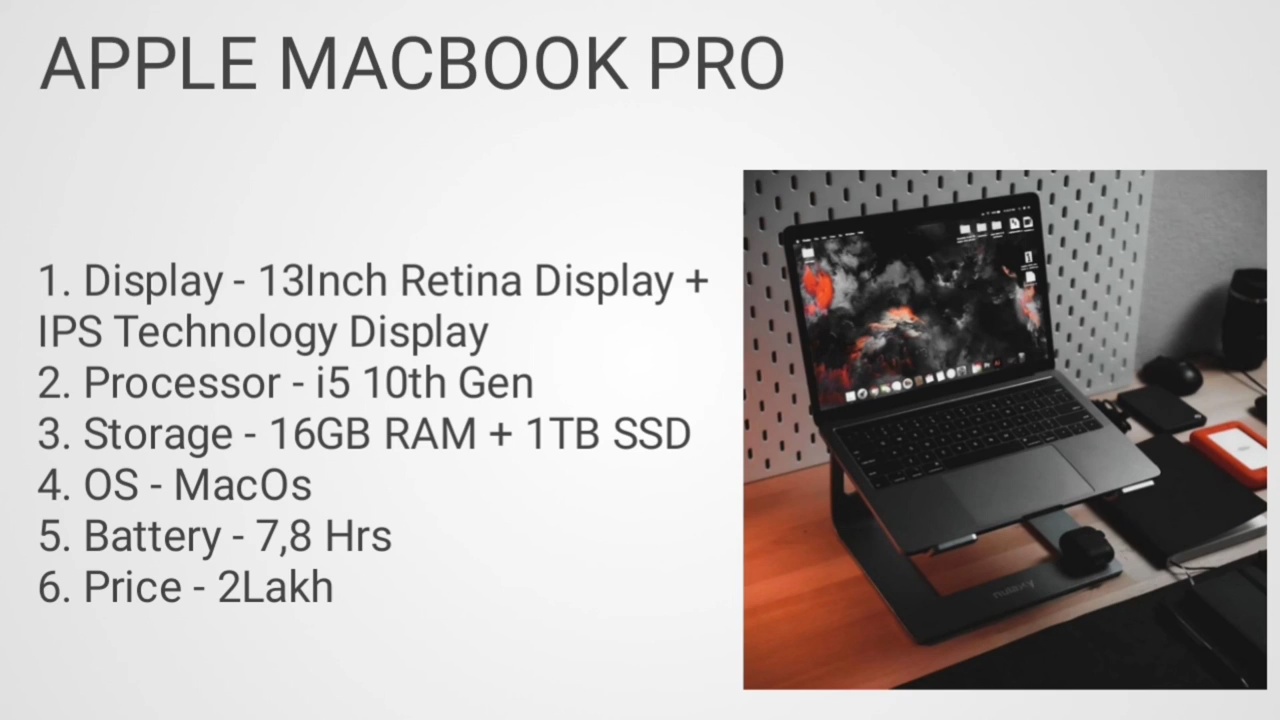 APPLE MACBOOK PRO
1. Display - 13Inch Retina Display +
IPS Technology Display
2. Processor - i5 10th Gen
3. Storage - 16GB RAM + 1TB SSD
4. OS - MacOs
5. Battery - 7,8 Hrs
6. Price - 2Lakh